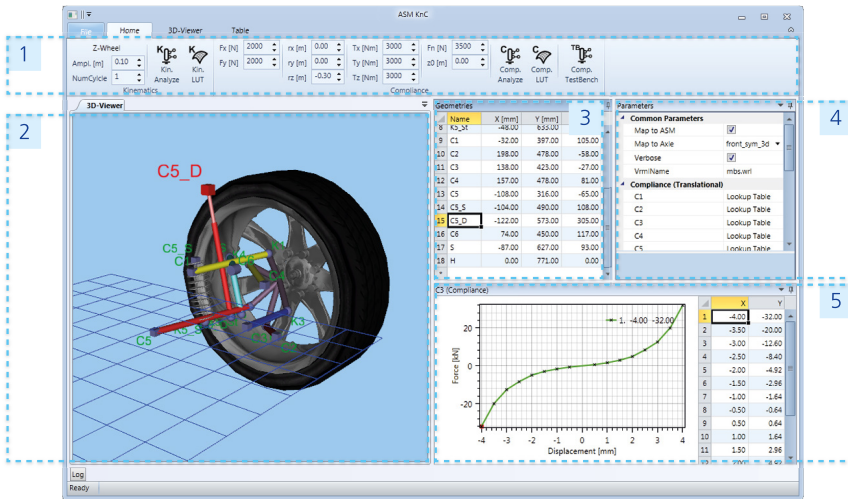 ASM KnC
File Home 3D-Viewer Table
1
Z-Wheel
Ampl. [m] 0.10
NumCylcle 1
Kin. Analyze
Kin. LUT
Kinematics
Fx [N] 2000 rx [m] 0.00 Tx [Nm] 3000 Fn [N] 3500
Fy [N] 2000 ry [m] 0.00 Ty [Nm] 3000 z0 [m] 0.00
rz [m] -0.30 Tz [Nm] 3000
Comp. Analyze
Comp. LUT
TB
Comp. TestBench
Compliance
2
3D-Viewer
C5_D
C5_S
C4
K3
C5
3
Geometries
Name X [mm] Y [mm]
8 K5_St -48.00 633.00
9 C1 -32.00 397.00 105.00
10 C2 198.00 478.00 -58.00
11 C3 138.00 423.00 -27.00
12 C4 157.00 478.00 81.00
13 C5 -108.00 316.00 -65.00
14 C5_S -104.00 490.00 108.00
15 C5_D -122.00 573.00 305.00
16 C6 74.00 450.00 117.00
17 S -87.00 627.00 93.00
18 H 0.00 771.00 0.00
*
4
Parameters
Common Parameters
Map to ASM
Map to Axle front_sym_3d
Verbose
VrmlName mbs.wrl
Compliance (Translational)
C1 Lookup Table
C2 Lookup Table
C3 Lookup Table
C4 Lookup Table
C5 Lookup Table
5
C3 (Compliance)
1. -4.00 -32.00
Force [kN]
20
0
-20
-4 -3 -2 -1 0 1 2 3 4
Displacement [mm]
X Y
1 -4.00 -32.00
2 -3.50 -20.00
3 -3.00 -12.60
4 -2.50 -8.40
5 -2.00 -4.92
6 -1.50 -2.96
7 -1.00 -1.64
8 -0.50 -0.64
9 0.50 0.64
10 1.00 1.64
11 1.50 2.96
12 2.00 4.92
Log
Ready